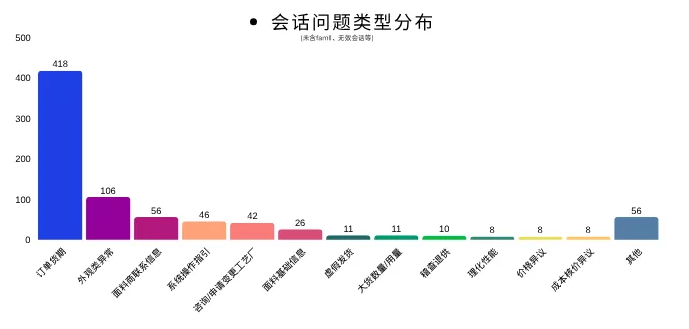 • 会话问题类型分布
(未含famll、无效会话等)
500
400
300
200
100
0
418
106
56
46
42
26
11
11
10
8
8
8
56
订单货期
外观类异常
面料商联系信息
系统操作指引
咨询/申请变更工艺厂
面料基础信息
虚假发货
大货数量/用量
稽查退供
理化性能
价格异议
成本核价异议
其他